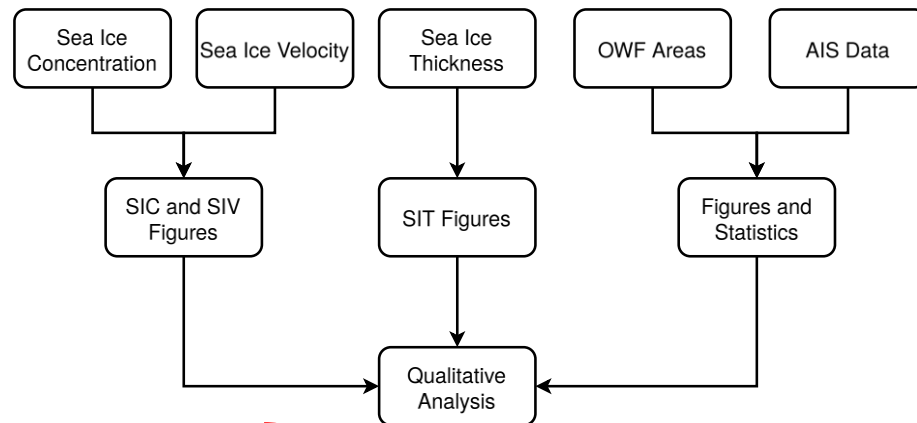 Sea Ice
Concentration
Sea Ice Velocity
Sea Ice
Thickness
OWF Areas
AIS Data
SIC and SIV
Figures
SIT Figures
Figures and
Statistics
Qualitative
Analysis